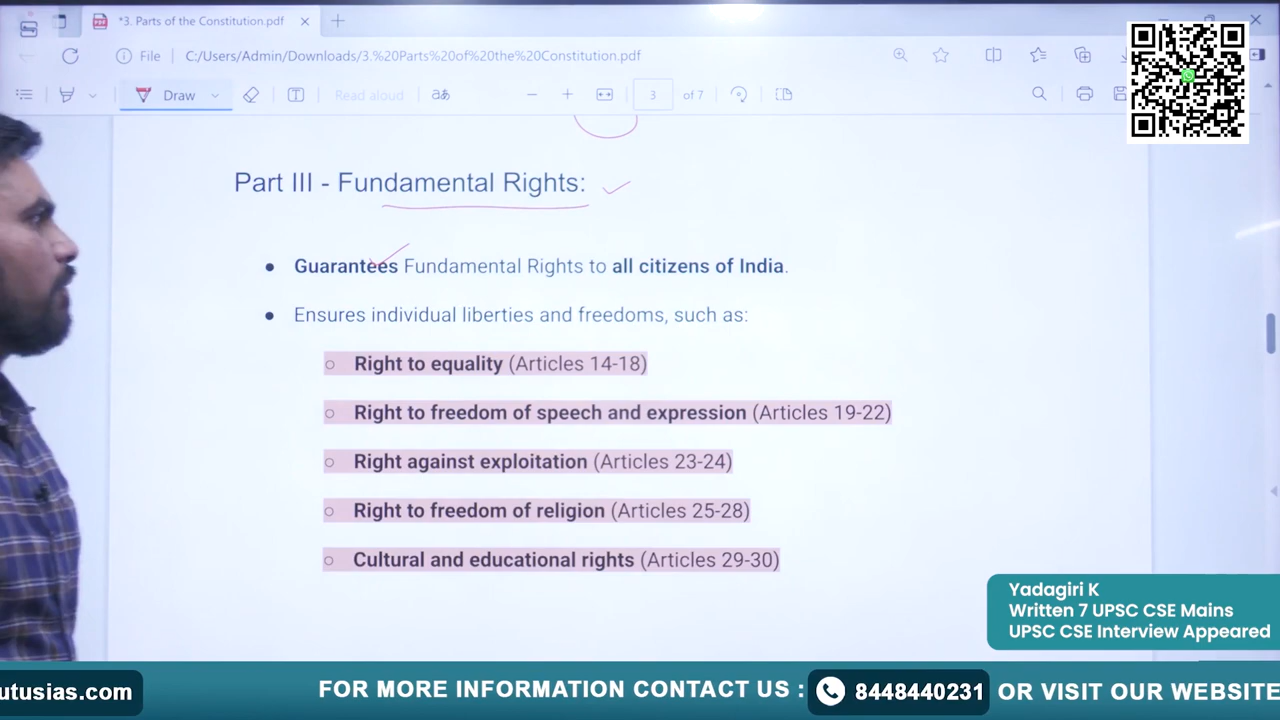 *3. Parts of the Constitution.pdf
File C:/Users/Admin/Downloads/3.%20Parts%20of%20the%20Constitution.pdf
Draw Read aloud aあ 3 of 7
Part III - Fundamental Rights:
● Guarantees Fundamental Rights to all citizens of India.
● Ensures individual liberties and freedoms, such as:
○ Right to equality (Articles 14-18)
○ Right to freedom of speech and expression (Articles 19-22)
○ Right against exploitation (Articles 23-24)
○ Right to freedom of religion (Articles 25-28)
○ Cultural and educational rights (Articles 29-30)
Yadagiri K
Written 7 UPSC CSE Mains
UPSC CSE Interview Appeared
utusias.com FOR MORE INFORMATION CONTACT US : 8448440231 OR VISIT OUR WEBSITE